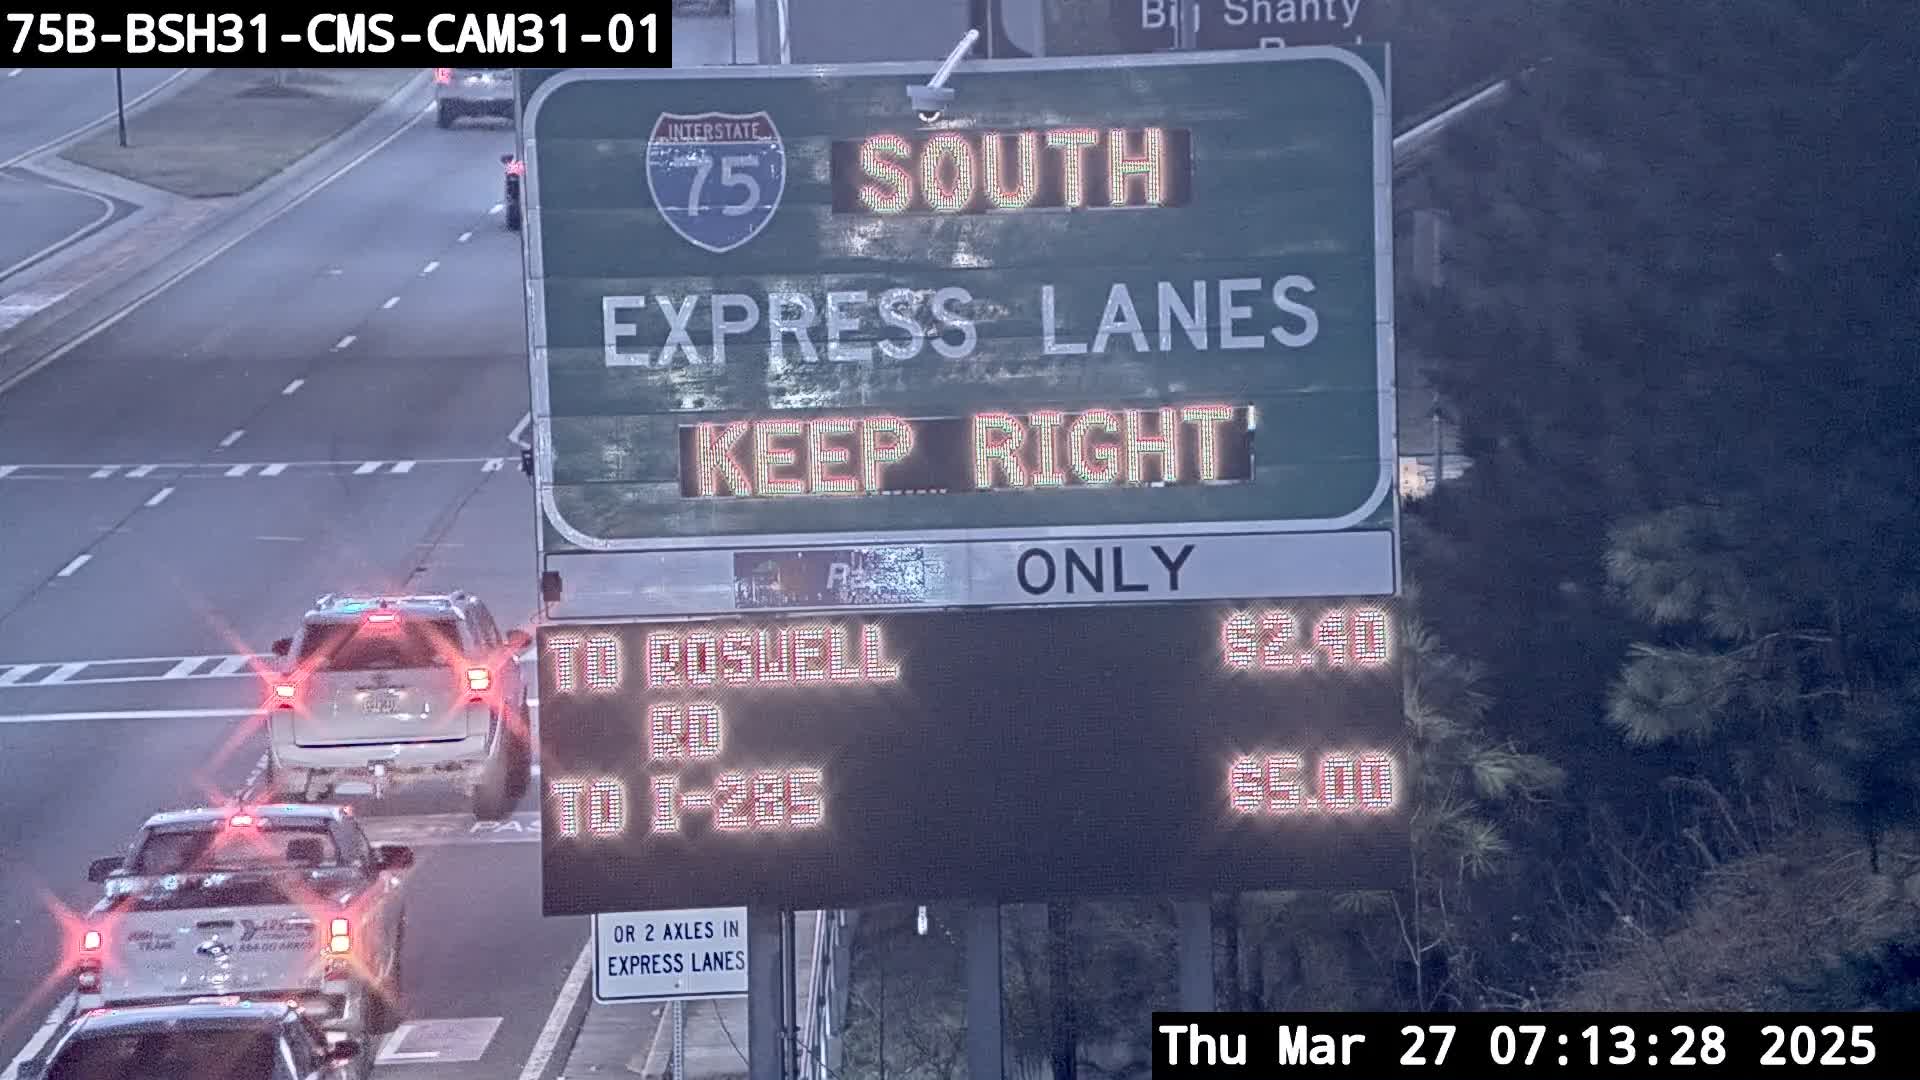 75B-BSH31-CMS-CAM31-01
Big Shanty
INTERSTATE
75
SOUTH
EXPRESS LANES
KEEP RIGHT
ONLY
TO ROSWELL $2.40
RD
TO I-285 $5.00
OR 2 AXLES IN
EXPRESS LANES
Thu Mar 27 07:13:28 2025